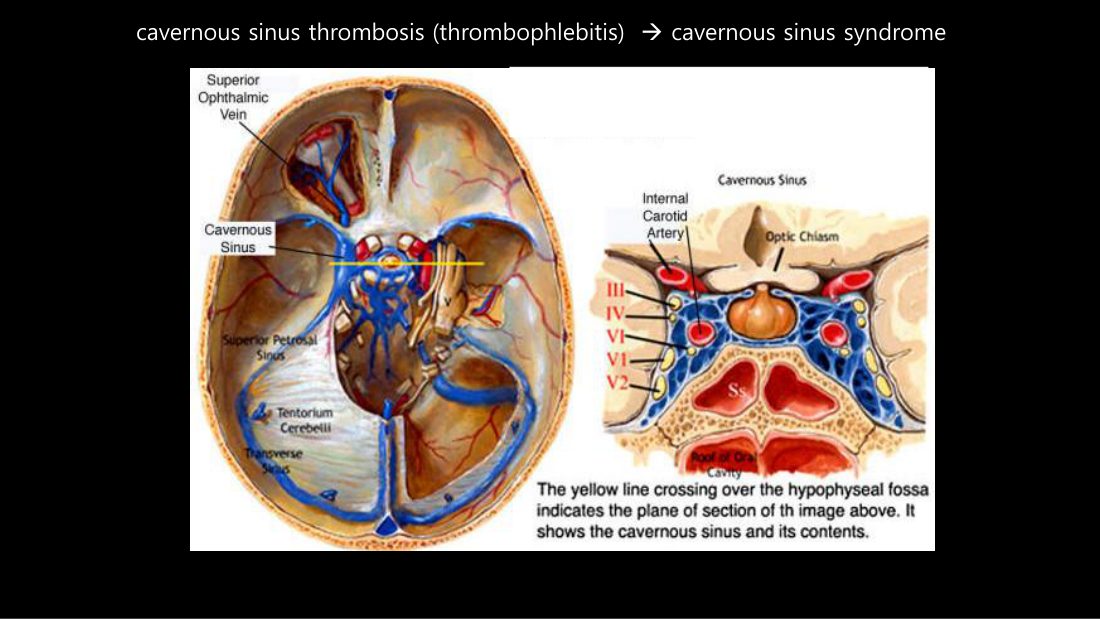 cavernous sinus thrombosis (thrombophlebitis) → cavernous sinus syndrome
Superior
Ophthalmic
Vein
Cavernous
Sinus
Superior Petrosal
Sinus
Tentorium
Cerebelli
Transverse
Sinus
V
Cavernous Sinus
Internal
Carotid
Artery
Optic Chiasm
III
IV
VI
V1
V2
Ss
Roof of Oral
Cavity
The yellow line crossing over the hypophyseal fossa
indicates the plane of section of th image above. It
shows the cavernous sinus and its contents.